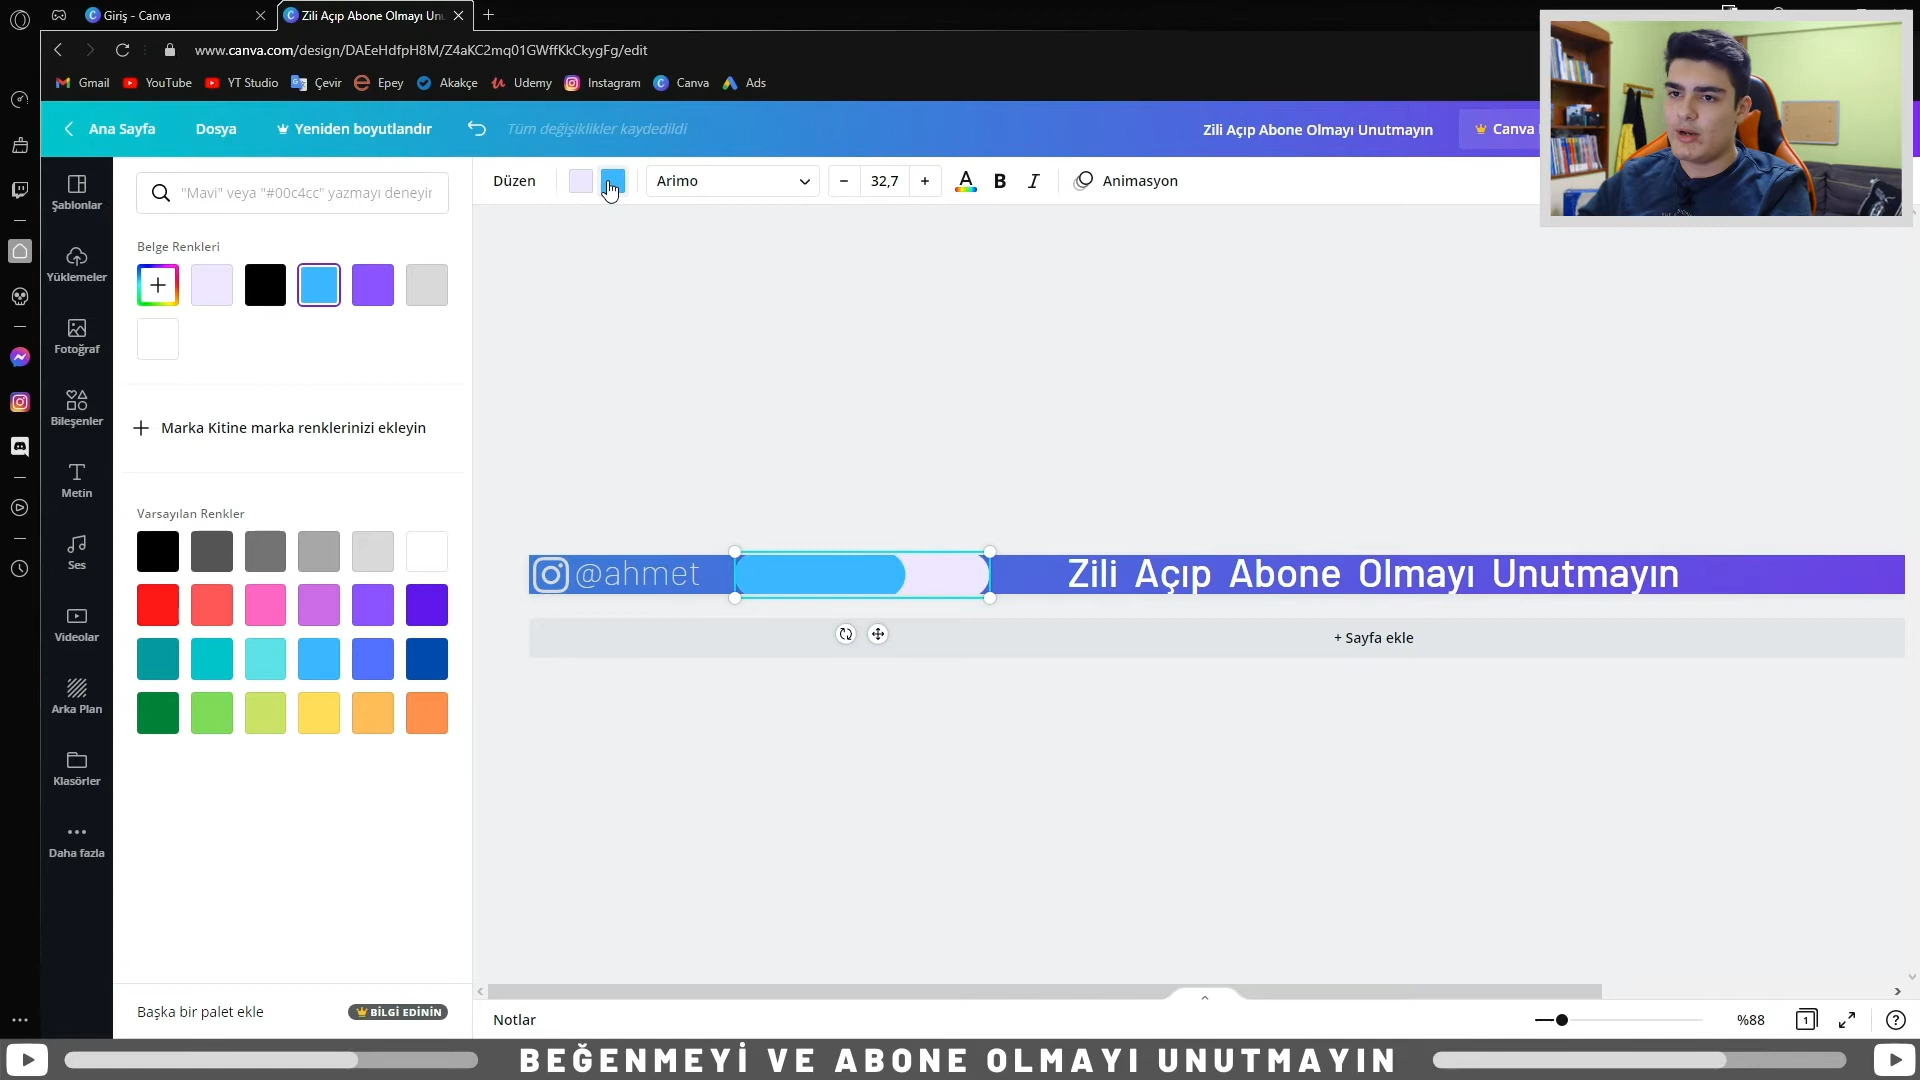 Giriş - Canva
Zili Açıp Abone Olmayı Un
www.canva.com/design/DAEeHdfpH8M/Z4aKC2mq01GWffKkCkygFg/edit
Gmail YouTube YT Studio Çevir Epey Akakçe Udemy Instagram Canva Ads
Ana Sayfa Dosya Yeniden boyutlandır Tüm değişiklikler kaydedildi Zili Açıp Abone Olmayı Unutmayın Canva
Şablonlar
Yüklemeler
Fotoğraf
Bileşenler
Metin
Ses
Videolar
Arka Plan
Klasörler
Daha fazla
"Mavi" veya "#00c4cc" yazmayı deneyin
Belge Renkleri
Marka Kitine marka renklerinizi ekleyin
Varsayılan Renkler
Başka bir palet ekle BİLGİ EDİNİN
Düzen Arimo − 32,7 + A B I Animasyon
@ahmet Zili Açıp Abone Olmayı Unutmayın
+ Sayfa ekle
Notlar %88 1 ?
BEĞENMEYİ VE ABONE OLMAYI UNUTMAYIN